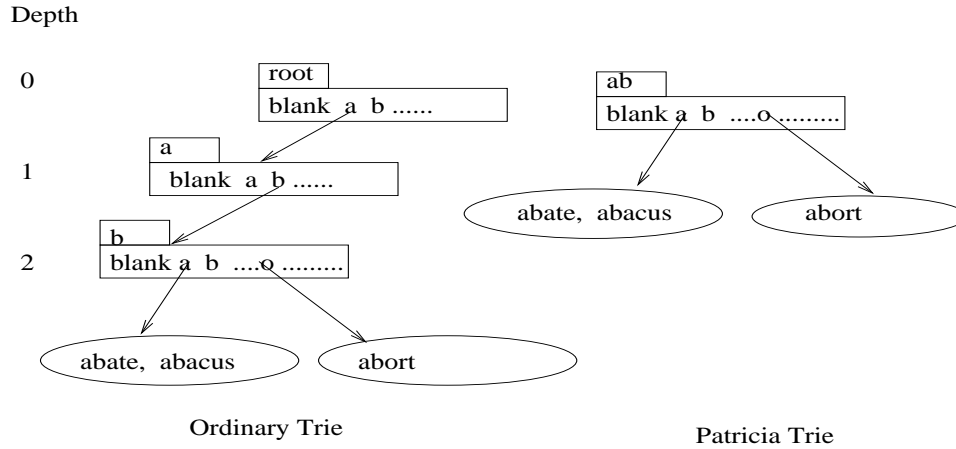 Depth
0
root
blank a b ......
ab
blank a b ....o .........
1
a
blank a b ......
abate, abacus
abort
2
b
blank a b ....o .........
abate, abacus
abort
Ordinary Trie
Patricia Trie